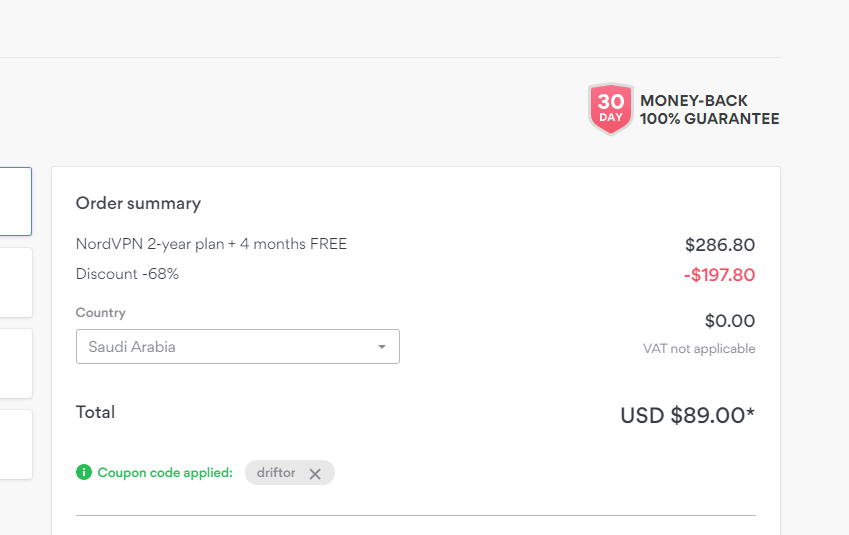 30
DAY
MONEY-BACK
100% GUARANTEE
Order summary
NordVPN 2-year plan + 4 months FREE $286.80
Discount -68% -$197.80
Country
$0.00
Saudi Arabia
VAT not applicable
Total USD $89.00*
i Coupon code applied: driftor ×